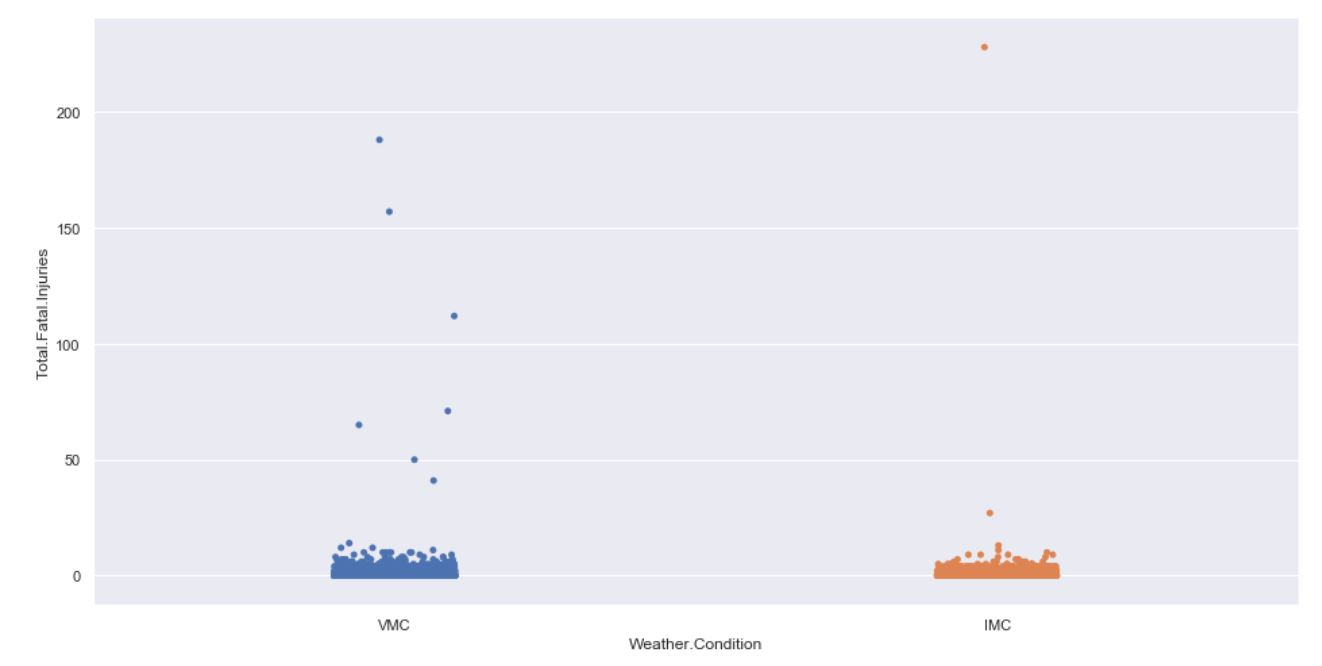 200
150
100
50
0
Total.Fatal.Injuries
VMC
IMC
Weather.Condition